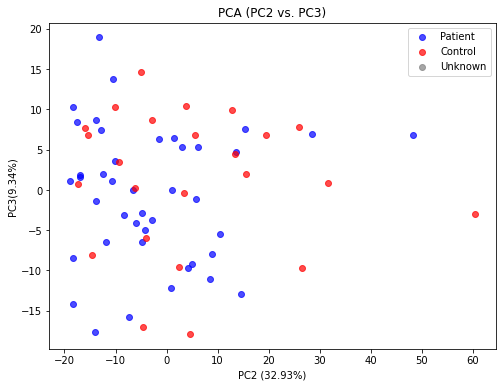 PCA (PC2 vs. PC3)
Patient
Control
Unknown
20
15
10
5
0
−5
−10
−15
PC3(9.34%)
−20 −10 0 10 20 30 40 50 60
PC2 (32.93%)